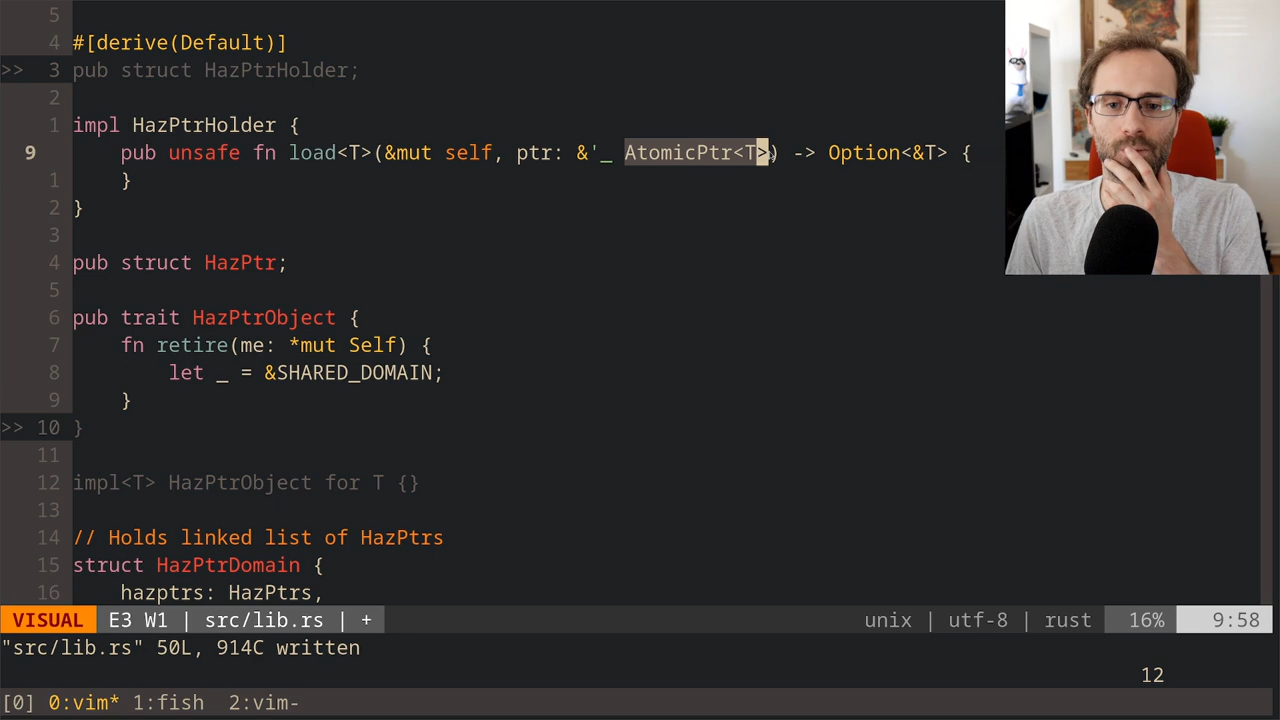 5
4 #[derive(Default)]
>> 3 pub struct HazPtrHolder;
2
1 impl HazPtrHolder {
9 pub unsafe fn load<T>(&mut self, ptr: &'_ AtomicPtr<T>) -> Option<&T> {
1 }
2 }
3
4 pub struct HazPtr;
5
6 pub trait HazPtrObject {
7 fn retire(me: *mut Self) {
8 let _ = &SHARED_DOMAIN;
9 }
>> 10 }
11
12 impl<T> HazPtrObject for T {}
13
14 // Holds linked list of HazPtrs
15 struct HazPtrDomain {
16 hazptrs: HazPtrs,
VISUAL E3 W1 | src/lib.rs | + unix | utf-8 | rust 16% 9:58
"src/lib.rs" 50L, 914C written
12
[0] 0:vim* 1:fish 2:vim-